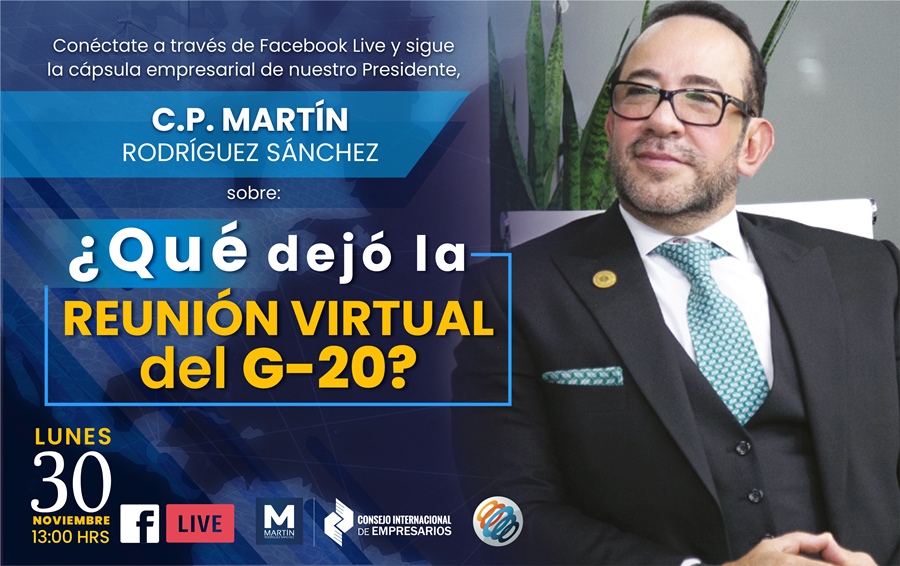 Conéctate a través de Facebook Live y sigue
la cápsula empresarial de nuestro Presidente,
C.P. MARTÍN
RODRÍGUEZ SÁNCHEZ
sobre:
¿Qué dejó la
REUNIÓN VIRTUAL
del G-20?
LUNES
30
NOVIEMBRE
13:00 HRS
f LIVE
M
MARTÍN
CONSEJO INTERNACIONAL
DE EMPRESARIOS